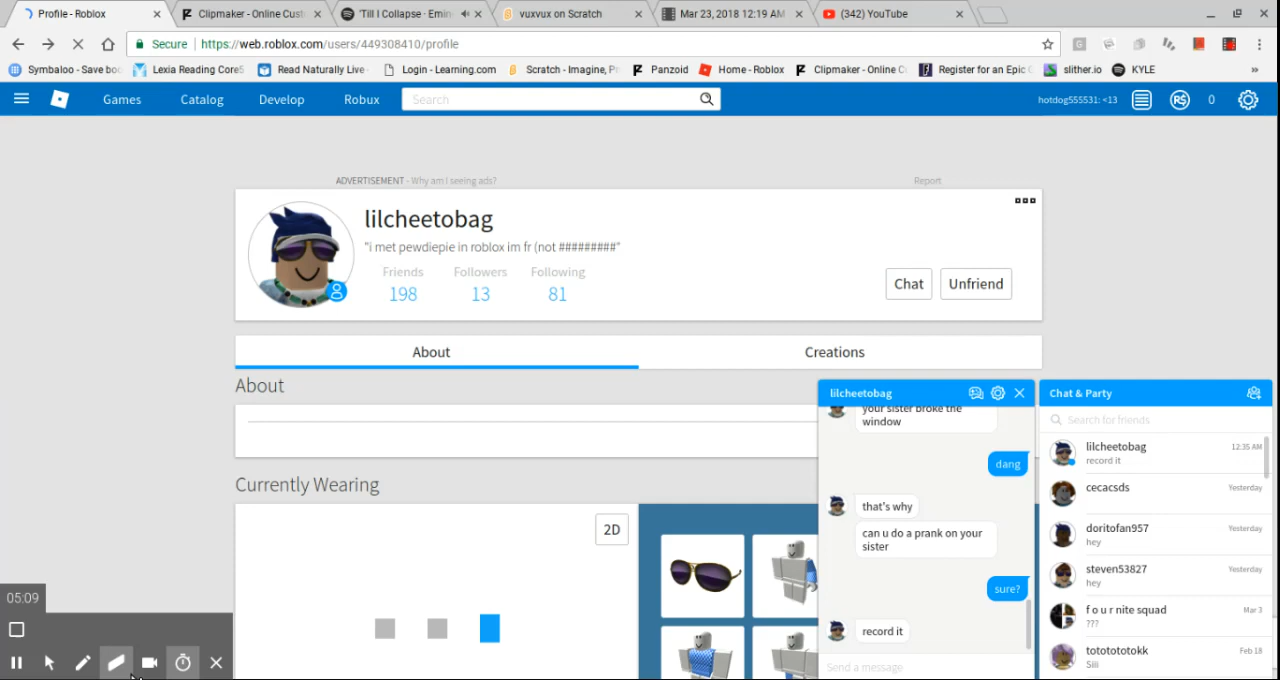 Profile - Roblox
Clipmaker - Online Cust
'Till I Collapse · Emin
vuxvux on Scratch
Mar 23, 2018 12:19 AM
(342) YouTube
Secure
https://web.roblox.com/users/449308410/profile
Symbaloo - Save boo
Lexia Reading Core5
Read Naturally Live -
Login - Learning.com
Scratch - Imagine, P
Panzoid
Home - Roblox
Clipmaker - Online C
Register for an Epic
slither.io
KYLE
»
Games
Catalog
Develop
Robux
Search
hotdog555531: <13
R$
0
ADVERTISEMENT - Why am I seeing ads?
Report
lilcheetobag
"i met pewdiepie in roblox im fr (not #########"
Friends
Followers
Following
198
13
81
Chat
Unfriend
About
Creations
About
Currently Wearing
2D
lilcheetobag
your sister broke the
window
dang
that's why
can u do a prank on your
sister
sure?
record it
Send a message
Chat & Party
Search for friends
lilcheetobag
12:35 AM
record it
cecacsds
Yesterday
doritofan957
Yesterday
hey
steven53827
Yesterday
hey
f o u r nite squad
Mar 3
???
totototototokk
Feb 18
Siii
05:09